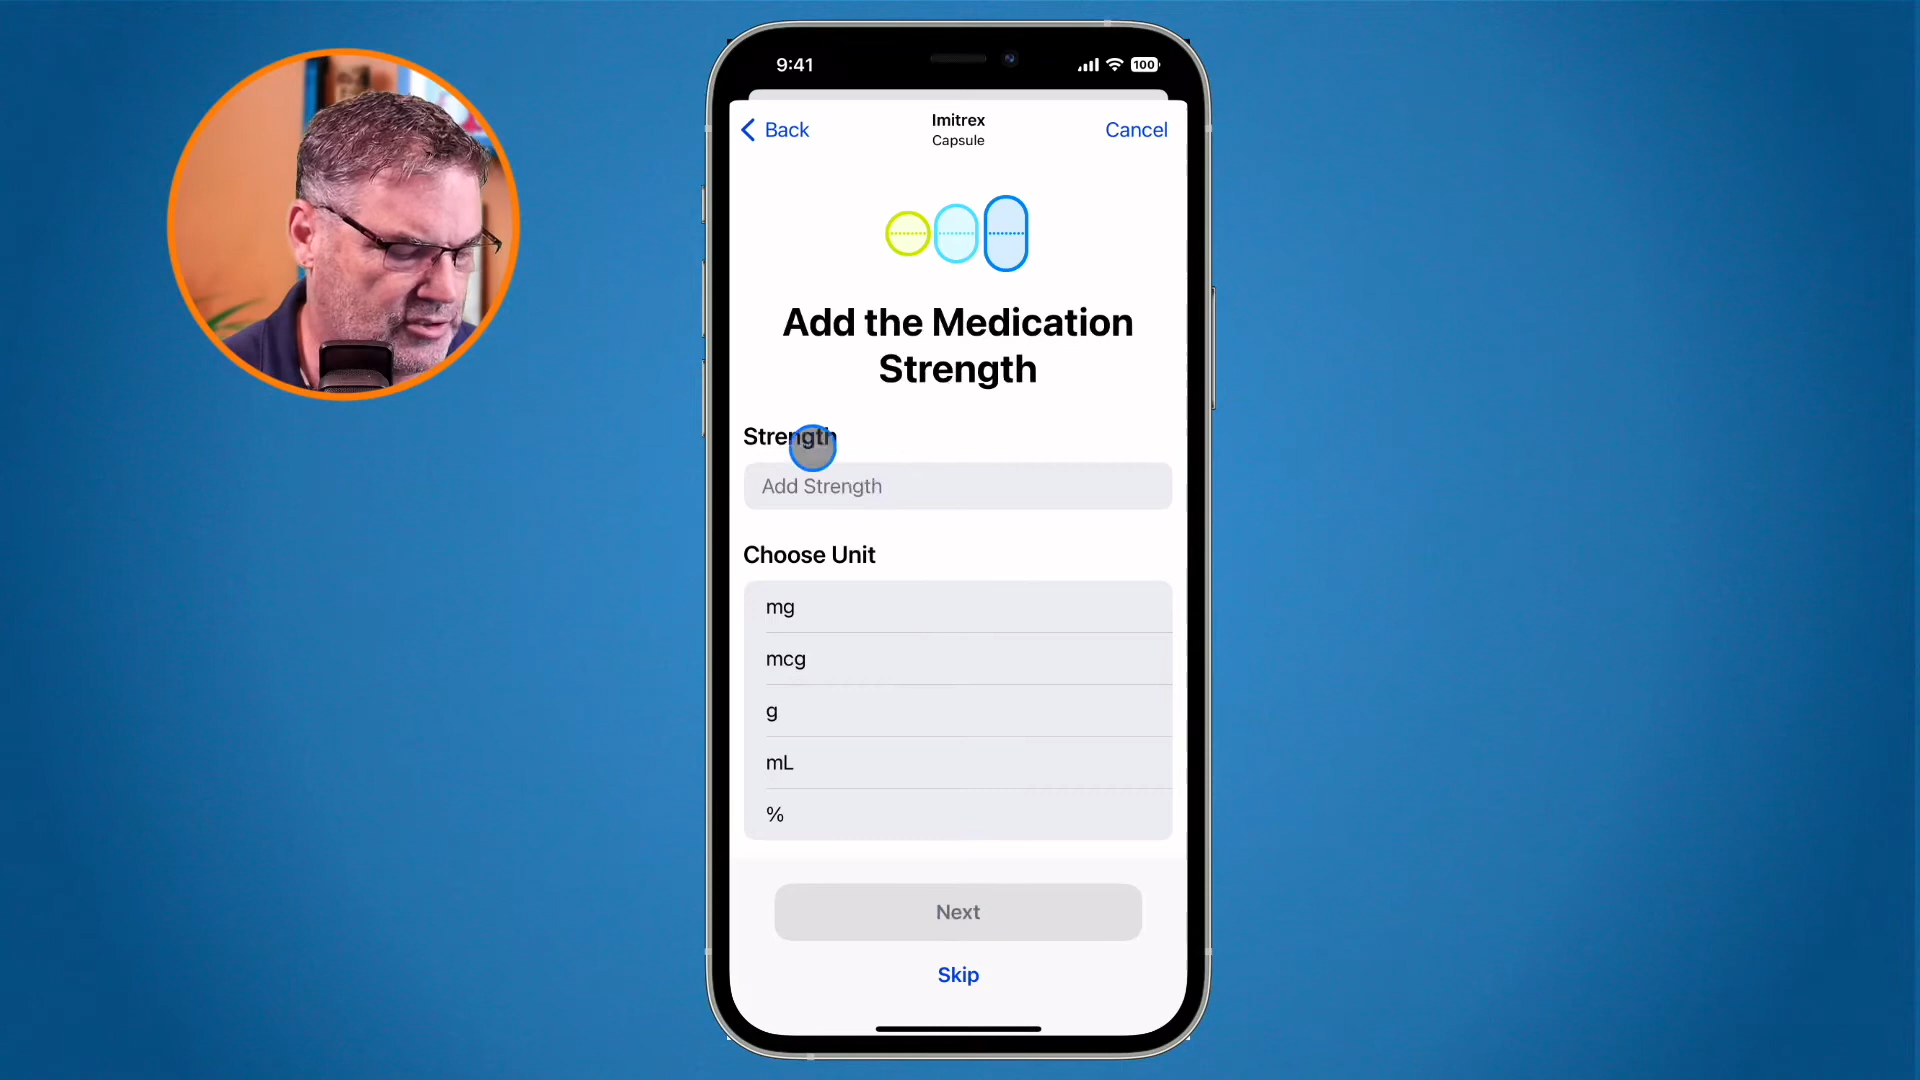 9:41
100
Back
Imitrex
Capsule
Cancel
Add the Medication
Strength
Strength
Add Strength
Choose Unit
mg
mcg
g
mL
%
Next
Skip